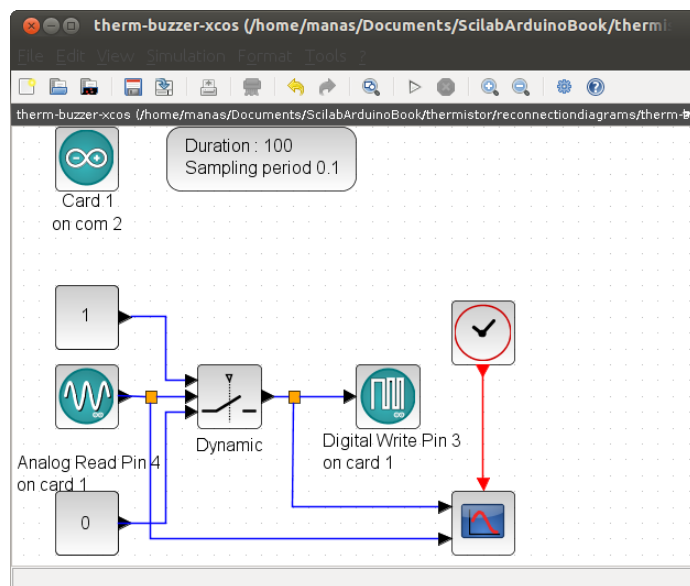 therm-buzzer-xcos (/home/manas/Documents/ScilabArduinoBook/thermi
File Edit View Simulation Format Tools ?
therm-buzzer-xcos (/home/manas/Documents/ScilabArduinoBook/thermistor/reconnectiondiagrams/therm-b
Duration : 100
Sampling period 0.1
Card 1
on com 2
1
Dynamic
Digital Write Pin 3
on card 1
Analog Read Pin 4
on card 1
0